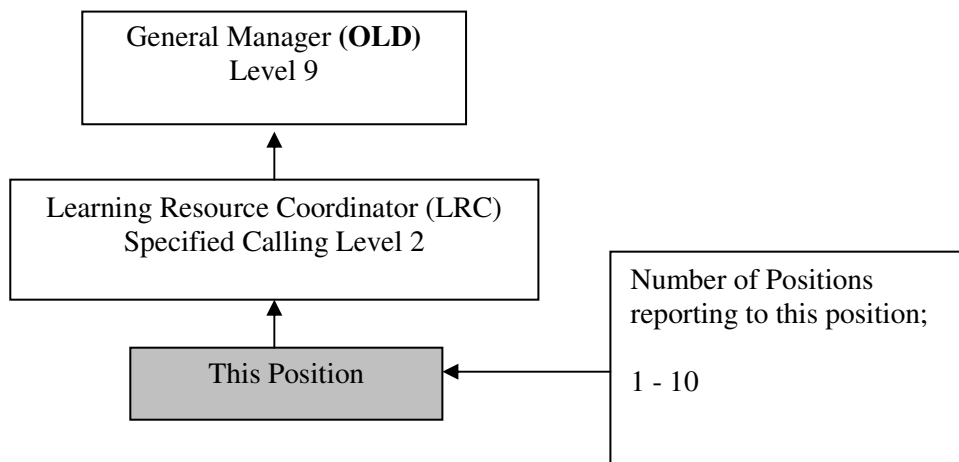 General Manager (OLD)
Level 9
Learning Resource Coordinator (LRC)
Specified Calling Level 2
This Position
Number of Positions
reporting to this position;
1 - 10